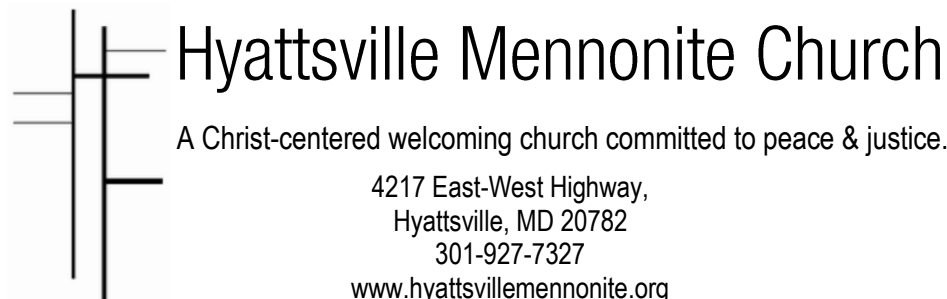 Hyattsville Mennonite Church
A Christ-centered welcoming church committed to peace & justice.
4217 East-West Highway,
Hyattsville, MD 20782
301-927-7327
www.hyattsvillemennonite.org